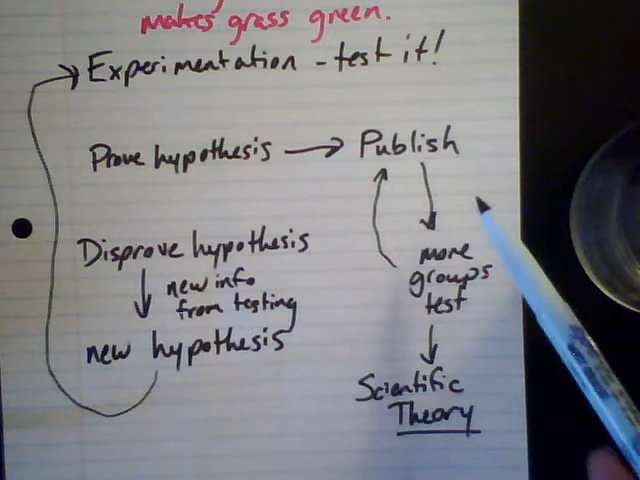 makes grass green.
Experimentation - test it!
Prove hypothesis → Publish
Disprove hypothesis
new info
from testing
new hypothesis
more
groups
test
Scientific
Theory